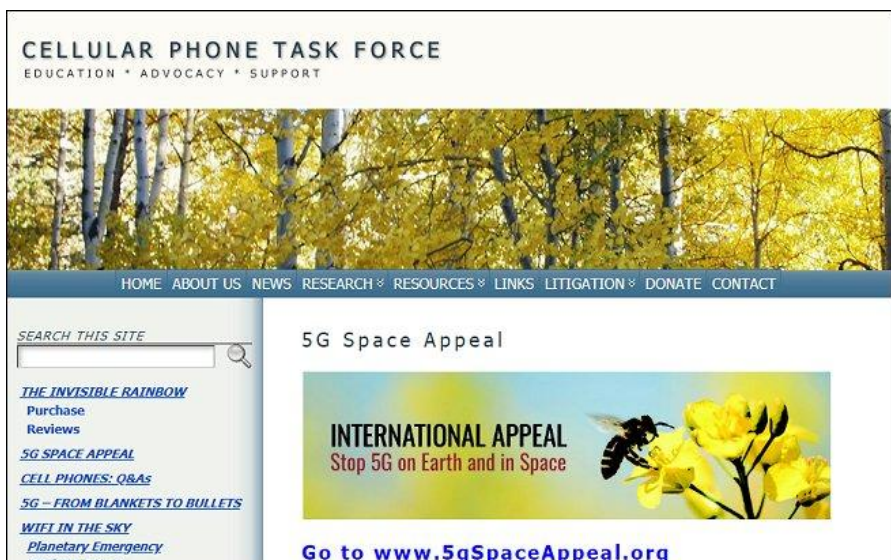 CELLULAR PHONE TASK FORCE
EDUCATION * ADVOCACY * SUPPORT
HOME ABOUT US NEWS RESEARCH RESOURCES LINKS LITIGATION DONATE CONTACT
SEARCH THIS SITE
THE INVISIBLE RAINBOW
Purchase
Reviews
5G SPACE APPEAL
CELL PHONES: Q&As
5G – FROM BLANKETS TO BULLETS
WIFI IN THE SKY
Planetary Emergency
5G Space Appeal
INTERNATIONAL APPEAL
Stop 5G on Earth and in Space
Go to www.5gSpaceAppeal.org